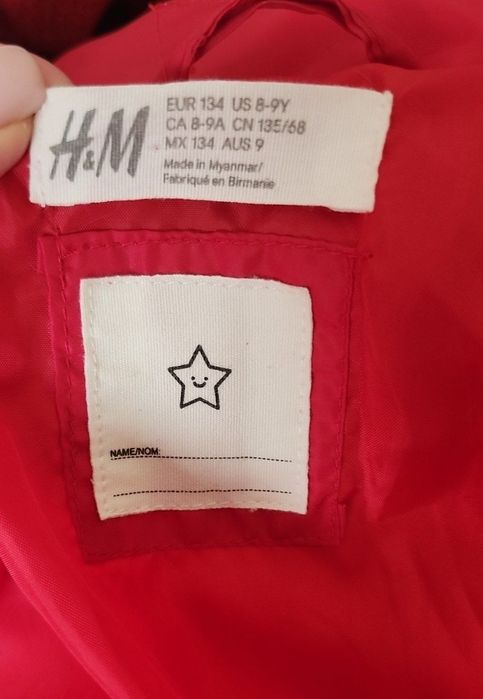 H&M
EUR 134 US 8-9Y
CA 8-9A CN 135/68
MX 134 AUS 9
Made in Myanmar/
Fabriqué en Birmanie
NAME/NOM: